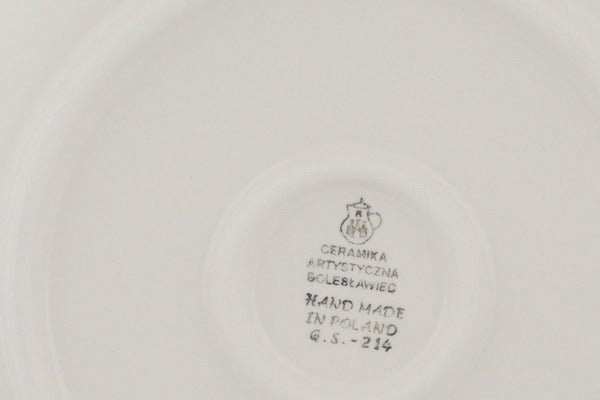 CERAMIKA
ARTYSTYCZNA
BOLESŁAWIEC
HAND MADE
IN POLAND
G.S.-214